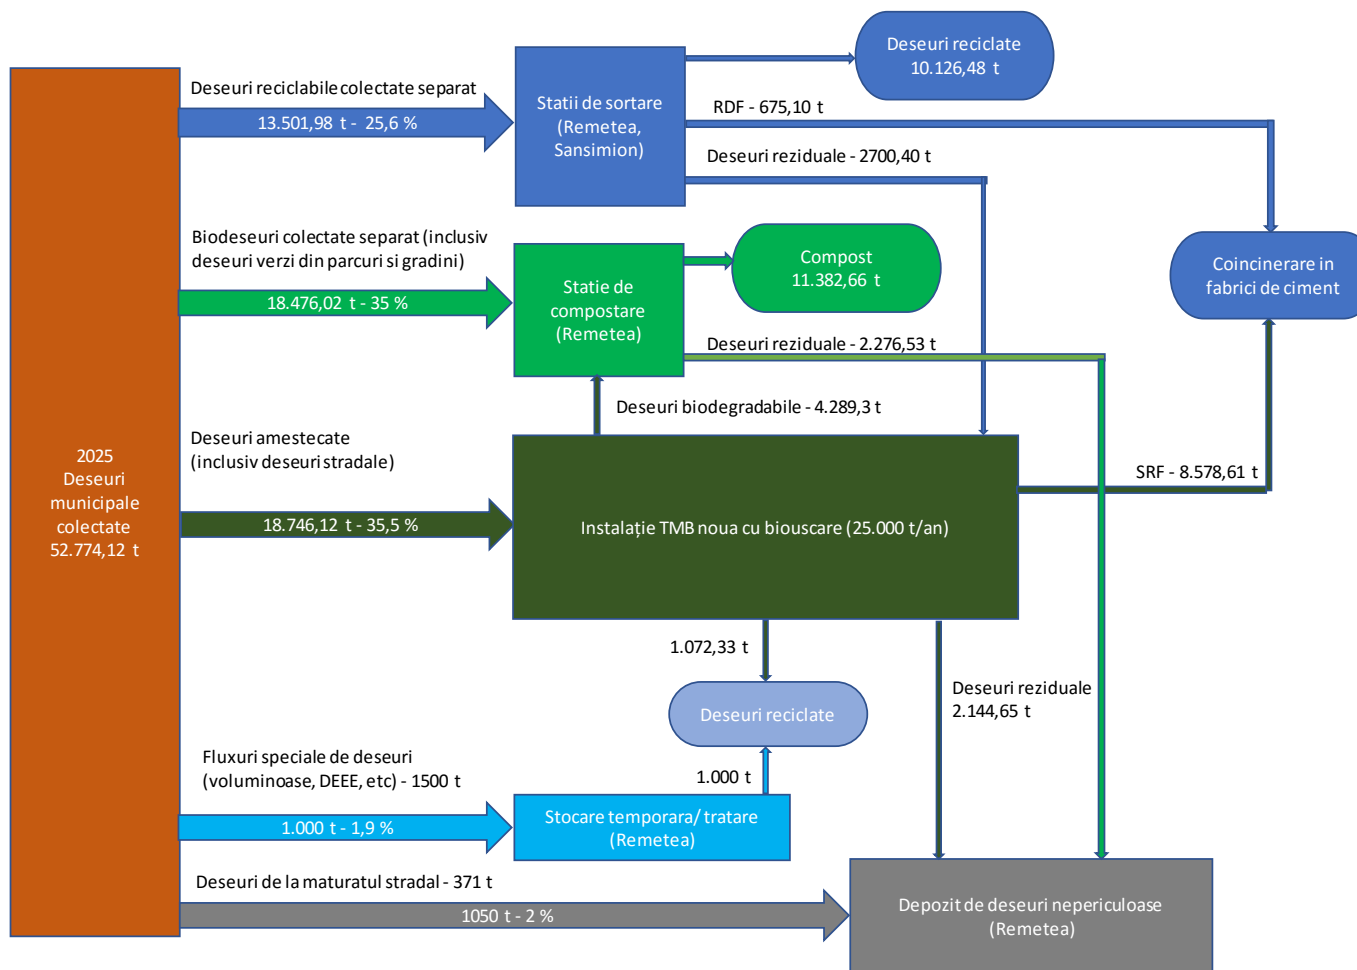 2025
Deseuri
municipale
colectate
52.774,12 t
Deseuri reciclabile colectate separat
13.501,98 t - 25,6 %
Statii de sortare
(Remetea,
Sansimion)
Deseuri reciclate
10.126,48 t
RDF - 675,10 t
Deseuri reziduale - 2700,40 t
Biodeseuri colectate separat (inclusiv
deseuri verzi din parcuri si gradini)
18.476,02 t - 35 %
Statie de
compostare
(Remetea)
Compost
11.382,66 t
Coincinerare in
fabrici de ciment
Deseuri reziduale - 2.276,53 t
Deseuri biodegradabile - 4.289,3 t
Deseuri amestecate
(inclusiv deseuri stradale)
18.746,12 t - 35,5 %
Instalație TMB noua cu biouscare (25.000 t/an)
SRF - 8.578,61 t
1.072,33 t
Deseuri reciclate
Deseuri reziduale
2.144,65 t
Fluxuri speciale de deseuri
(voluminoase, DEEE, etc) - 1500 t
1.000 t - 1,9 %
1.000 t
Stocare temporara/ tratare
(Remetea)
Deseuri de la maturatul stradal - 371 t
1050 t - 2 %
Depozit de deseuri nepericuloase
(Remetea)